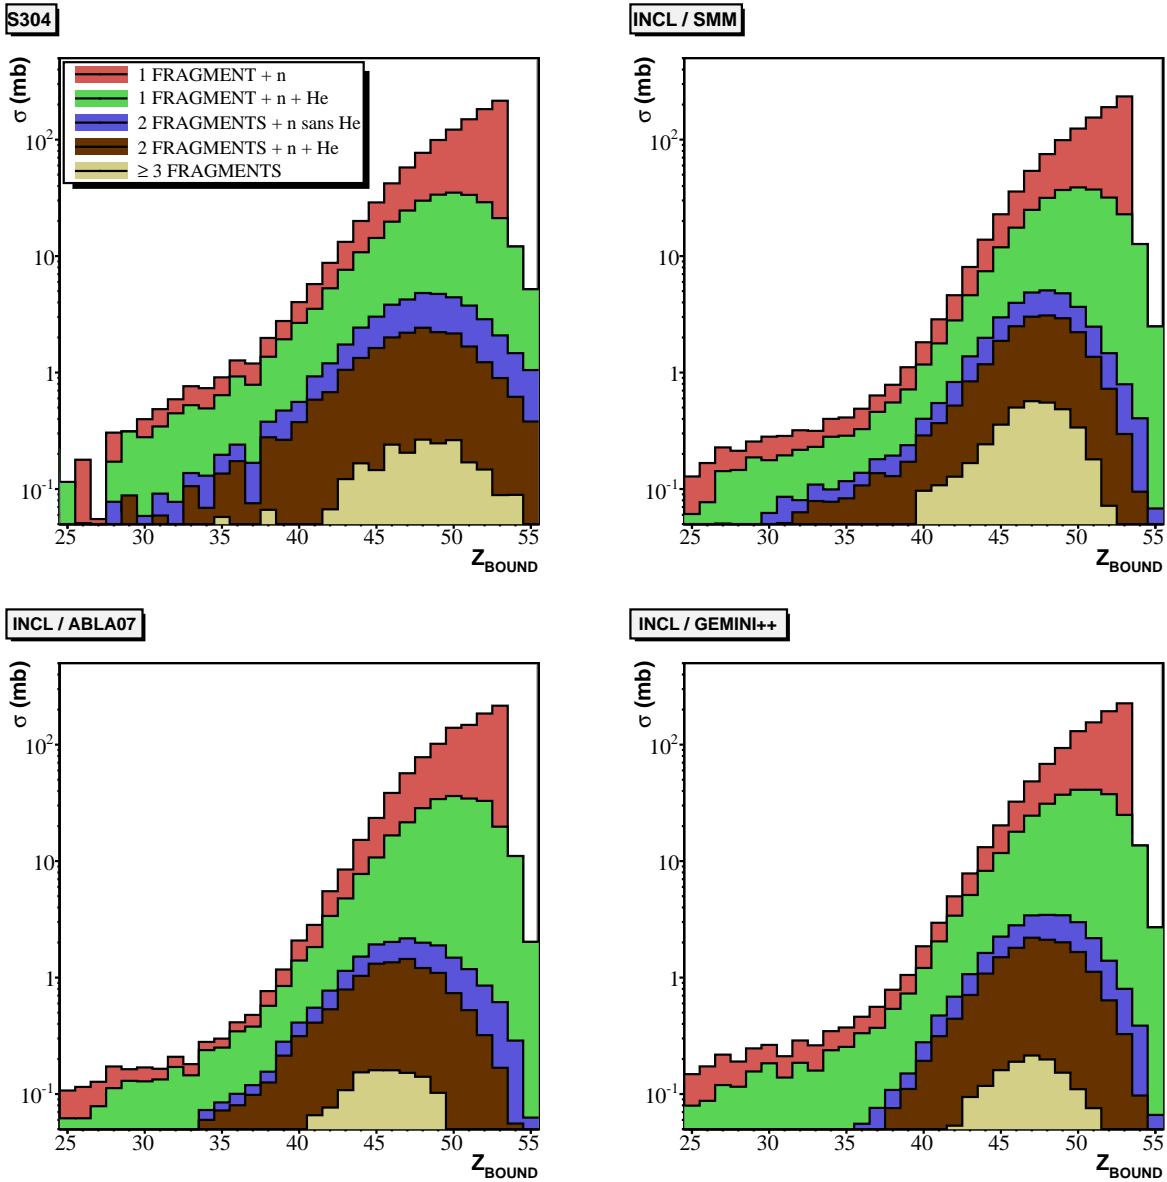 S304
σ (mb)
1 FRAGMENT + n
1 FRAGMENT + n + He
2 FRAGMENTS + n sans He
2 FRAGMENTS + n + He
≥ 3 FRAGMENTS
10²
10
1
10⁻¹
25 30 35 40 45 50 55
Z_BOUND
INCL / SMM
σ (mb)
10²
10
1
10⁻¹
25 30 35 40 45 50 55
Z_BOUND
INCL / ABLA07
σ (mb)
10²
10
1
10⁻¹
25 30 35 40 45 50 55
Z_BOUND
INCL / GEMINI++
σ (mb)
10²
10
1
10⁻¹
25 30 35 40 45 50 55
Z_BOUND